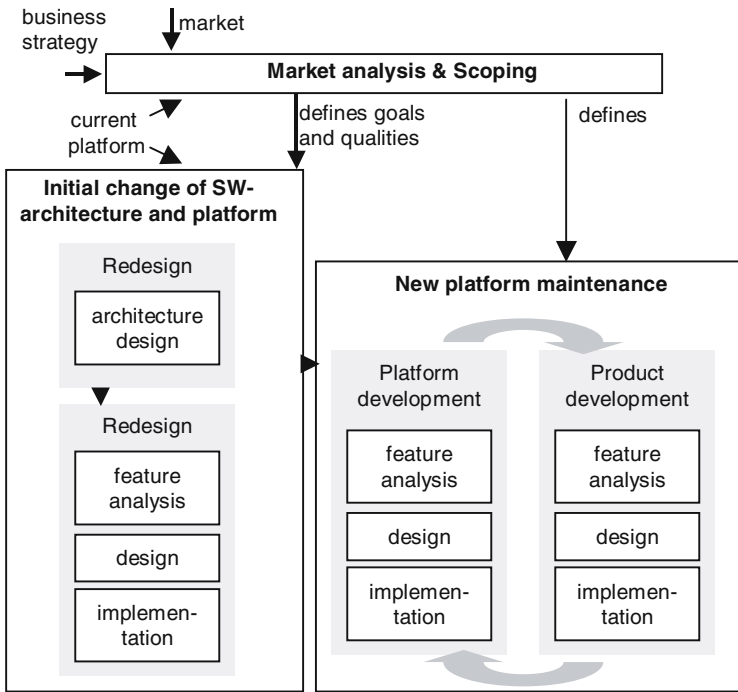 business
strategy
market
Market analysis & Scoping
current
platform
defines goals
and qualities
defines
Initial change of SW-
architecture and platform
Redesign
architecture
design
Redesign
feature
analysis
design
implemen-
tation
New platform maintenance
Platform
development
feature
analysis
design
implemen-
tation
Product
development
feature
analysis
design
implemen-
tation